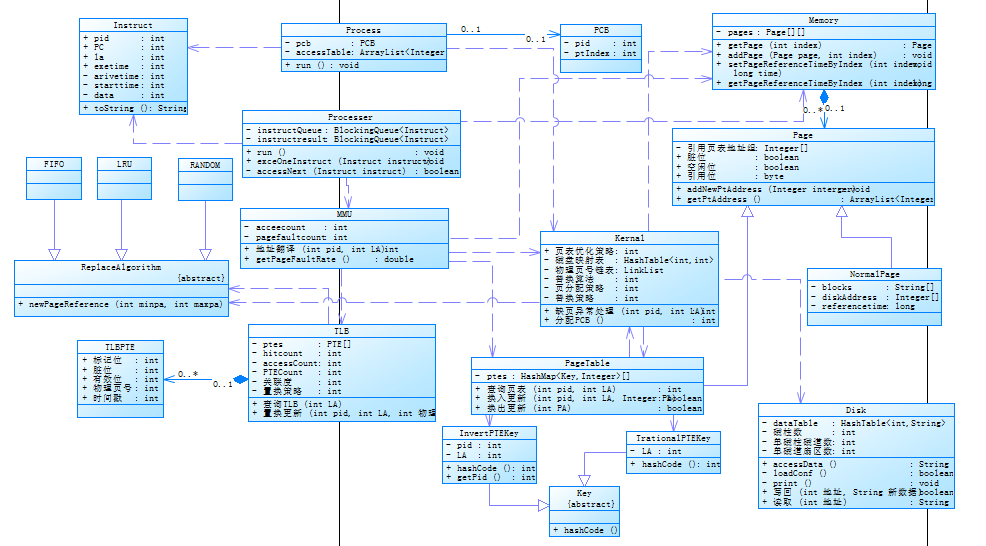 Instruct
+ pid : int
+ PC : int
+ la : int
+ exetime : int
- arivetime : int
- starttime : int
- data : int
+ toString (): String
Process
- pcb : PCB
- accessTable: ArrayList<Integer
+ run () : void
0..1
0..1
PCB
- pid : int
- ptIndex : int
Memory
- pages : Page[][]
+ getPage (int index) : Page
+ addPage (Page page, int index) : void
+ setPageReferenceTimeByIndex (int index,
long time)
+ getPageReferenceTimeByIndex (int index
0..*
0..1
Processer
- instructQueue : BlockingQueue<Instruct>
- instructresult: BlockingQueue<Instruct>
+ run () : void
+ exceOneInstruct (Instruct instruct)
- accessNext (Instruct instruct) : boolean
Page
- 引用页表地址组: Integer[]
+ 脏位 : boolean
+ 空闲位 : boolean
+ 引用位 : byte
+ addNewPtAddress (Integer interger)void
+ getPtAddress () : ArrayList<Integer
FIFO
LRU
RANDOM
MMU
- acceecount : int
- pagefaultcount: int
+ 地址翻译 (int pid, int LA)int
+ getPageFaultRate () : double
Kernal
+ 页表优化策略: int
- 磁盘映射表 : HashTable<int,int>
- 物理页号链表: LinkList
- 替换算法 : int
- 页分配策略 : int
- 替换策略 : int
+ 缺页异常处理 (int pid, int LA)int
+ 分配PCB () : int
ReplaceAlgorithm
{abstract}
+ newPageReference (int minpa, int maxpa)
NormalPage
- blocks : String[]
- diskAddress : Integer[]
- referencetime: long
TLB
- ptes : PTE[]
- hitcount : int
- accessCount: int
- PTECount : int
- 关联度 : int
- 置换策略 : int
+ 查询TLB (int LA)
+ 置换更新 (int pid, int LA, int 物理
TLBPTE
+ 标记位 : int
+ 脏位 : int
+ 有效位 : int
+ 物理页号: int
+ 时间戳 : int
0..*
0..1
PageTable
- ptes : HashMap<Key,Integer>[]
+ 查询页表 (int pid, int LA) : int
+ 换入更新 (int pid, int LA, Integer PA)boolean
+ 换出更新 (int PA) : boolean
InvertPTEKey
- pid : int
- LA : int
+ hashCode (): int
+ getPid () : int
TrationalPTEKey
- LA : int
+ hashCode (): int
Key
{abstract}
+ hashCode ()
Disk
- dataTable : HashTable<int,String>
- 磁柱数 : int
- 单磁柱磁道数: int
- 单磁道扇区数: int
+ accessData () : String
- loadConf () : boolean
- print () : void
+ 写回 (int 地址, String 新数据)boolean
+ 读取 (int 地址) : String